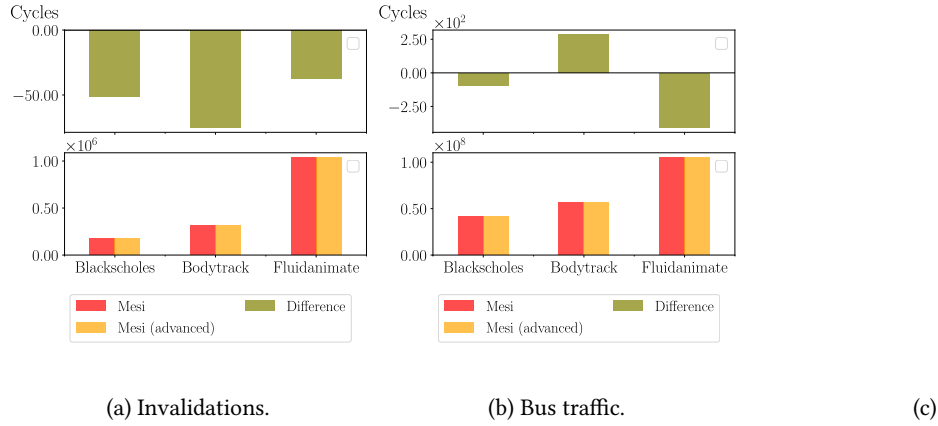 Cycles
0.00
−50.00
×10^6
1.00
0.50
0.00
Blackscholes Bodytrack Fluidanimate
Mesi
Mesi (advanced)
Difference
(a) Invalidations.
Cycles
×10^2
2.50
0.00
−2.50
×10^8
1.00
0.50
0.00
Blackscholes Bodytrack Fluidanimate
Mesi
Mesi (advanced)
Difference
(b) Bus traffic.
(c)